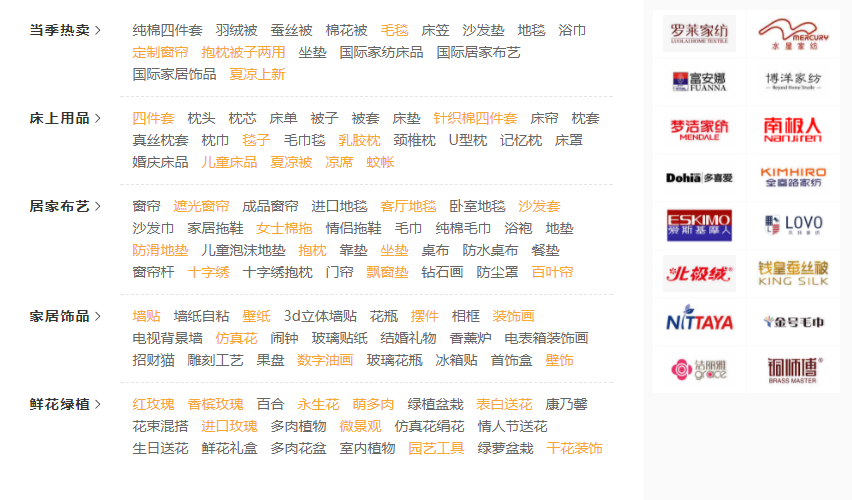 当季热卖 > 纯棉四件套 羽绒被 蚕丝被 棉花被 毛毯 床笠 沙发垫 地毯 浴巾
定制窗帘 抱枕被子两用 坐垫 国际家纺床品 国际居家布艺
国际家居饰品 夏凉上新
床上用品 > 四件套 枕头 枕芯 床单 被子 被套 床垫 针织棉四件套 床帘 枕套
真丝枕套 枕巾 毯子 毛巾毯 乳胶枕 颈椎枕 U型枕 记忆枕 床罩
婚庆床品 儿童床品 夏凉被 凉席 蚊帐
居家布艺 > 窗帘 遮光窗帘 成品窗帘 进口地毯 客厅地毯 卧室地毯 沙发套
沙发巾 家居拖鞋 女士棉拖 情侣拖鞋 毛巾 纯棉毛巾 浴袍 地垫
防滑地垫 儿童泡沫地垫 抱枕 靠垫 坐垫 桌布 防水桌布 餐垫
窗帘杆 十字绣 十字绣抱枕 门帘 飘窗垫 钻石画 防尘罩 百叶帘
家居饰品 > 墙贴 墙纸自粘 壁纸 3d立体墙贴 花瓶 摆件 相框 装饰画
电视背景墙 仿真花 闹钟 玻璃贴纸 结婚礼物 香薰炉 电表箱装饰画
招财猫 雕刻工艺 果盘 数字油画 玻璃花瓶 冰箱贴 首饰盒 壁饰
鲜花绿植 > 红玫瑰 香槟玫瑰 百合 永生花 萌多肉 绿植盆栽 表白送花 康乃馨
花束混搭 进口玫瑰 多肉植物 微景观 仿真花绢花 情人节送花
生日送花 鲜花礼盒 多肉花盆 室内植物 园艺工具 绿萝盆栽 干花装饰
罗莱家纺
LUOLAI HOME TEXTILE
MERCURY
水星家纺
富安娜
FUANNA
博洋家纺
Beyond Home Textile
梦洁家纺
MENDALE
南极人
NanJiren
Dohia 多喜爱
KIMHIRO
金喜路家纺
ESKIMO
爱斯基摩人
LOVO
北极绒
钱皇蚕丝被
KING SILK
NITTAYA
金号毛巾
洁丽雅
grace
铜师傅
BRASS MASTER